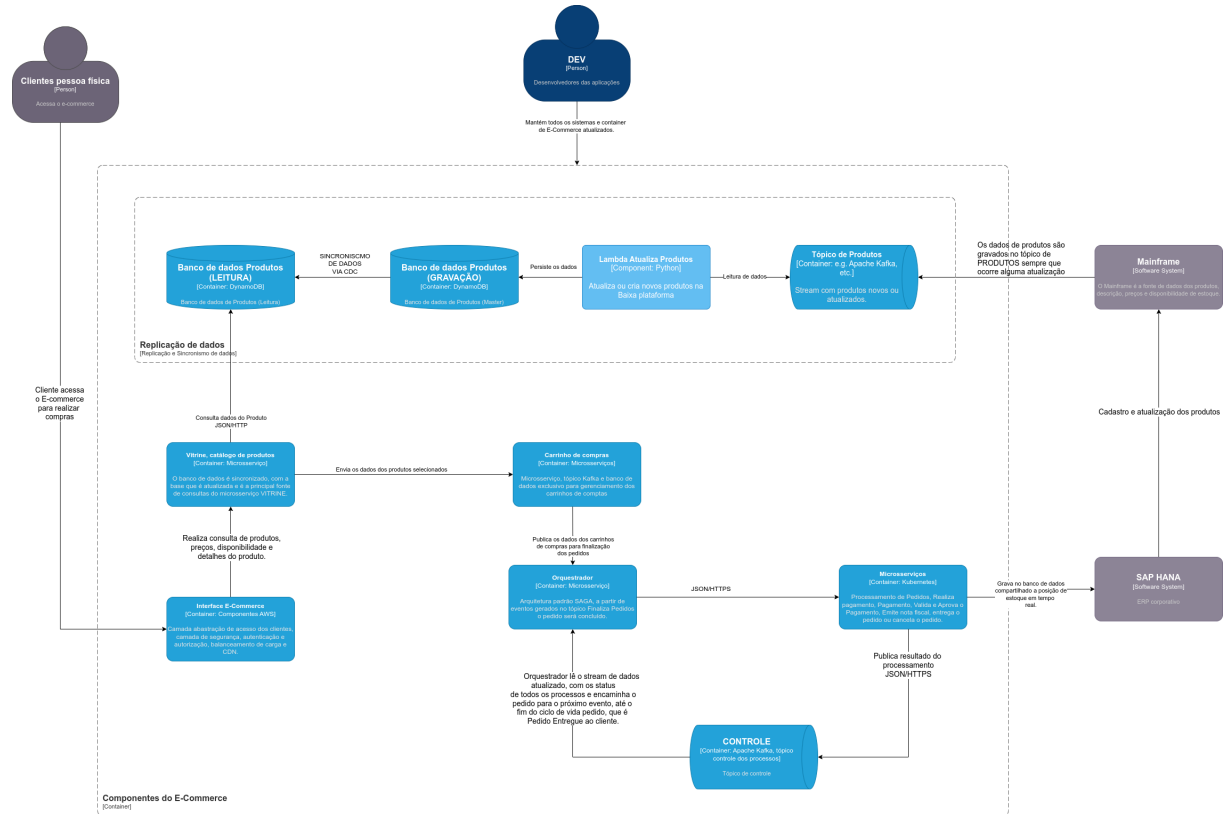 Clientes pessoa física
[Person]
Acessa o e-commerce
DEV
[Person]
Desenvolvedores das aplicações
Mantém todos os sistemas e container
de E-Commerce atualizados.
Banco de dados Produtos
(LEITURA)
[Container: DynamoDB]
Banco de dados de Produtos (Leitura)
SINCRONISCMO
DE DADOS
VIA CDC
Banco de dados Produtos
(GRAVAÇÃO)
[Container: DynamoDB]
Banco de dados de Produtos (Master)
Persiste os dados
Lambda Atualiza Produtos
[Component: Python]
Atualiza ou cria novos produtos na
Baixa plataforma
Leitura de dados
Tópico de Produtos
[Container: e.g. Apache Kafka,
etc.]
Stream com produtos novos ou
atualizados.
Os dados de produtos são
gravados no tópico de
PRODUTOS sempre que
ocorre alguma atualização
Mainframe
[Software System]
O Mainframe é a fonte de dados dos produtos,
descrição, preços e disponibilidade de estoque.
Replicação de dados
[Replicação e Sincronismo de dados]
Cliente acessa
o E-commerce
para realizar
compras
Consulta dados do Produto
JSON/HTTP
Cadastro e atualização dos produtos
Vitrine, catálogo de produtos
[Container: Microsserviço]
O banco de dados é sincronizado, com a
base que é atualizada e é a principal fonte
de consultas do microsserviço VITRINE.
Envia os dados dos produtos selecionados
Carrinho de compras
[Container: Microsserviços]
Microsserviço, tópico Kafka e banco de
dados exclusivo para gerenciamento dos
carrinhos de comptas
Realiza consulta de produtos,
preços, disponibilidade e
detalhes do produto.
Publica os dados dos carrinhos
de compras para finalização
dos pedidos
Interface E-Commerce
[Container: Componentes AWS]
Camada abastração de acesso dos clientes,
camada de segurança, autenticação e
autorização, balanceamento de carga e
CDN.
Orquestrador
[Container: Microsserviço]
Arquitetura padrão SAGA, a partir de
eventos gerados no tópico Finaliza Pedidos
o pedido será concluído.
JSON/HTTPS
Microsserviços
[Container: Kubernetes]
Processamento de Pedidos, Realiza
pagamento, Pagamento, Valida e Aprova o
Pagamento, Emite nota fiscal, entrega o
pedido ou cancela o pedido.
Grava no banco de dados
compartilhado a posição de
estoque em tempo
real.
SAP HANA
[Software System]
ERP corporativo
Orquestrador lê o stream de dados
atualizado, com os status
de todos os processos e encaminha o
pedido para o próximo evento, até o
fim do ciclo de vida pedido, que é
Pedido Entregue ao cliente.
Publica resultado do
processamento
JSON/HTTPS
CONTROLE
[Container: Apache Kafka, tópico
controle dos processos]
Tópico de controle
Componentes do E-Commerce
[Container]